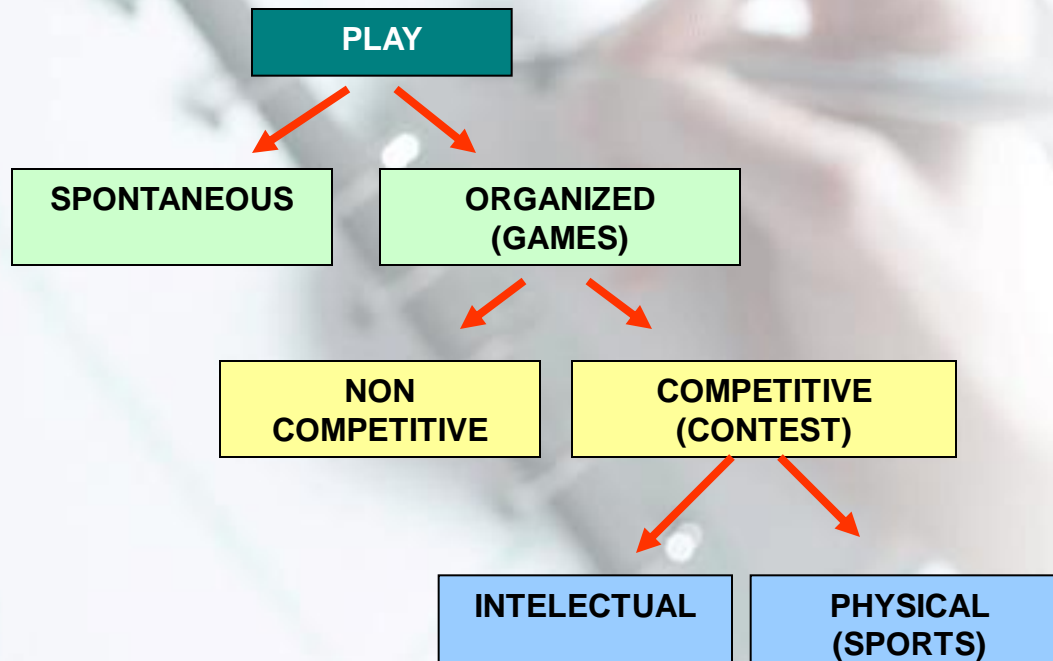 PLAY
SPONTANEOUS
ORGANIZED
(GAMES)
NON
COMPETITIVE
COMPETITIVE
(CONTEST)
INTELECTUAL
PHYSICAL
(SPORTS)